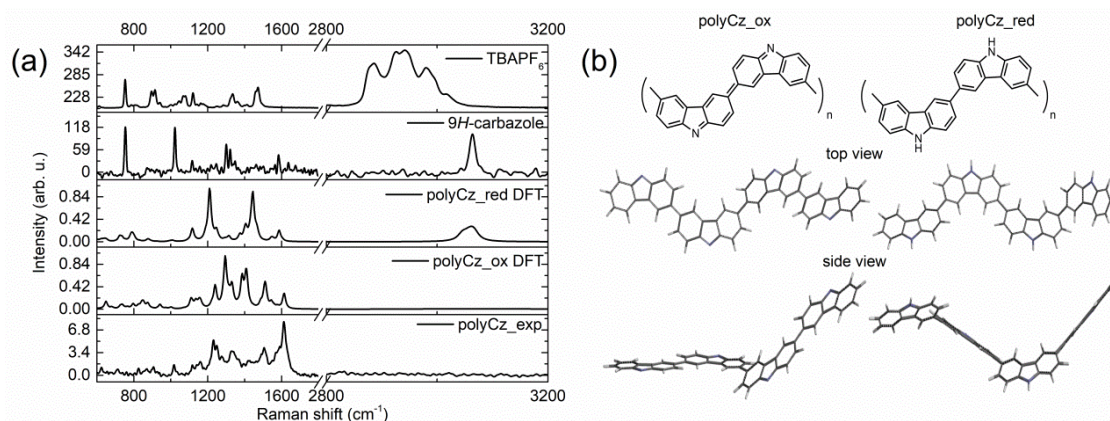 (a)
800 1200 1600 2800 3200
342
285
228
TBAPF6
118
59
0
9H-carbazole
0.84
0.42
0.00
polyCz_red DFT
0.84
0.42
0.00
polyCz_ox DFT
6.8
3.4
0.0
polyCz_exp
800 1200 1600 2800 3200
Raman shift (cm-1)
Intensity (arb. u.)
(b)
polyCz_ox polyCz_red
N
N
n
H
N
N
H
n
top view
side view